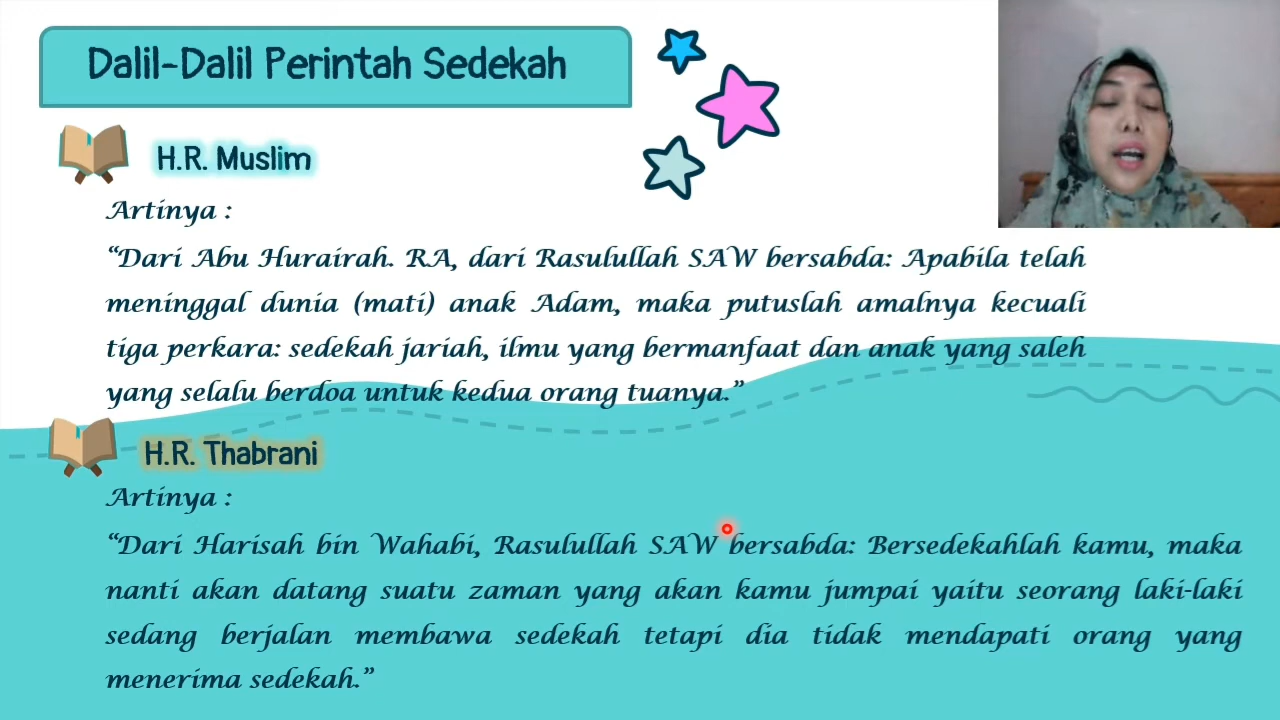 Dalil-Dalil Perintah Sedekah
H.R. Muslim
Artinya :
“Dari Abu Hurairah. RA, dari Rasulullah SAW bersabda: Apabila telah
meninggal dunia (mati) anak Adam, maka putuslah amalnya kecuali
tiga perkara: sedekah jariah, ilmu yang bermanfaat dan anak yang saleh
yang selalu berdoa untuk kedua orang tuanya.”
H.R. Thabrani
Artinya :
“Dari Harisah bin Wahabi, Rasulullah SAW bersabda: Bersedekahlah kamu, maka
nanti akan datang suatu zaman yang akan kamu jumpai yaitu seorang laki-laki
sedang berjalan membawa sedekah tetapi dia tidak mendapati orang yang
menerima sedekah.”